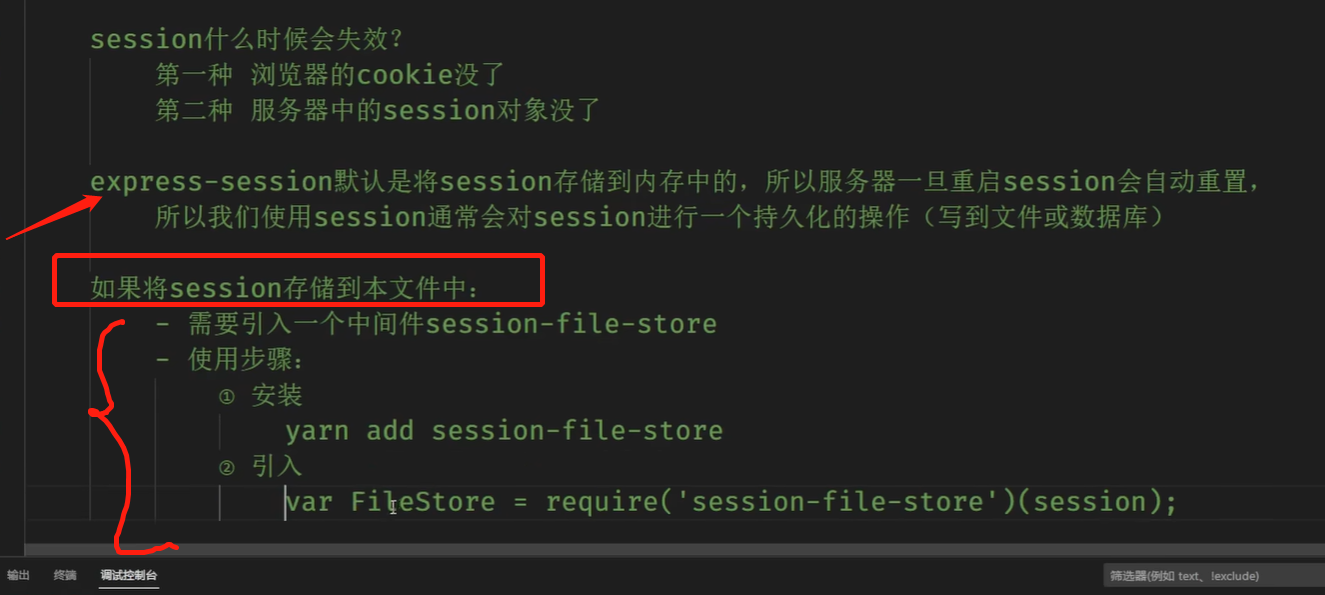 session什么时候会失效?
第一种 浏览器的cookie没了
第二种 服务器中的session对象没了
express-session默认是将session存储到内存中的，所以服务器一旦重启session会自动重置，
所以我们使用session通常会对session进行一个持久化的操作（写到文件或数据库）
如果将session存储到本文件中：
- 需要引入一个中间件session-file-store
- 使用步骤：
① 安装
yarn add session-file-store
② 引入
var FileStore = require('session-file-store')(session);
输出 终端 调试控制台 筛选器(例如 text、!exclude)